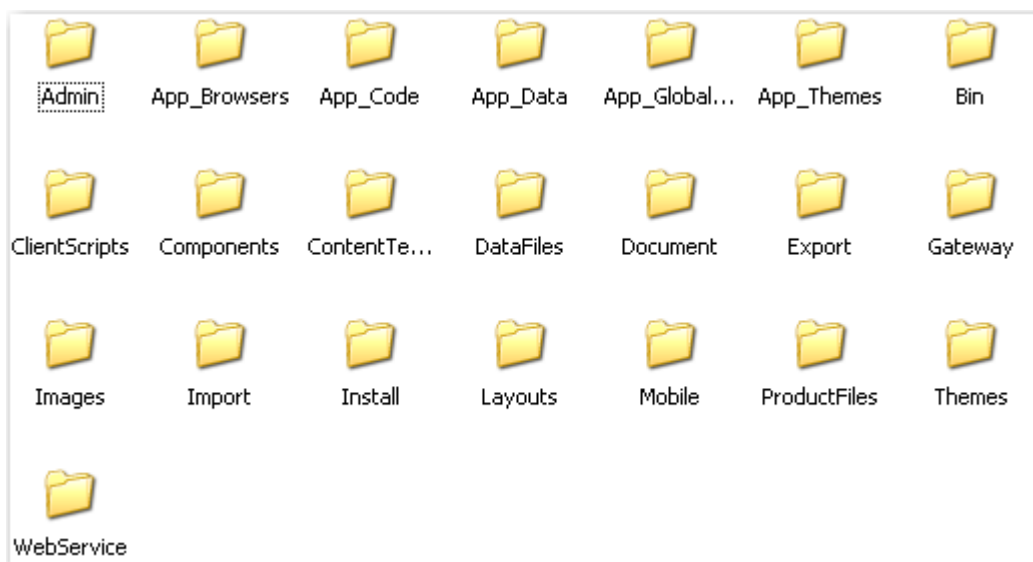 Admin App_Browsers App_Code App_Data App_Global... App_Themes Bin
ClientScripts Components ContentTe... DataFiles Document Export Gateway
Images Import Install Layouts Mobile ProductFiles Themes
WebService